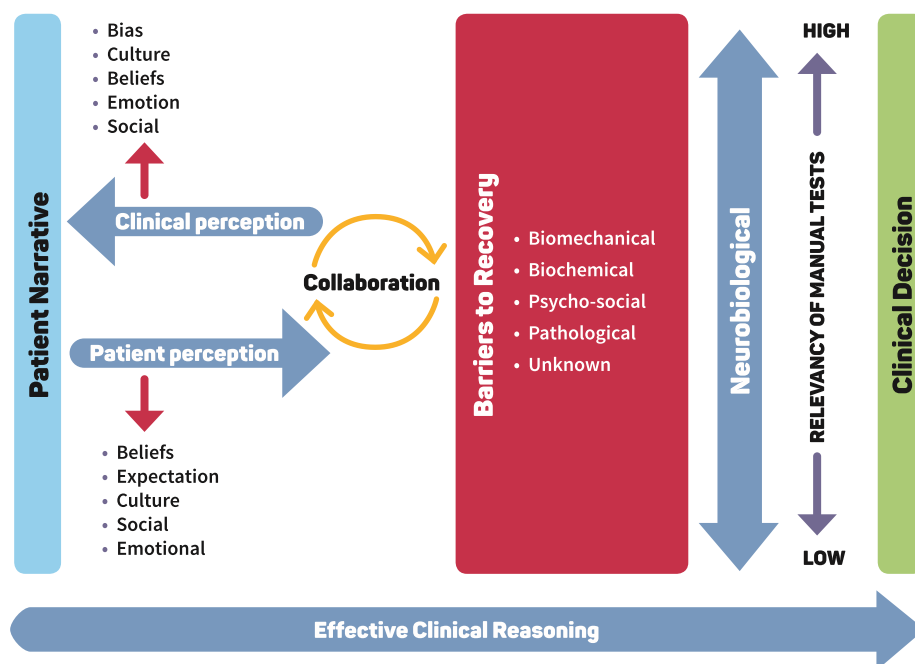 Patient Narrative
• Bias
• Culture
• Beliefs
• Emotion
• Social
Clinical perception
Collaboration
Patient perception
• Beliefs
• Expectation
• Culture
• Social
• Emotional
Barriers to Recovery
• Biomechanical
• Biochemical
• Psycho-social
• Pathological
• Unknown
Neurobiological
HIGH
RELEVANCY OF MANUAL TESTS
LOW
Clinical Decision
Effective Clinical Reasoning